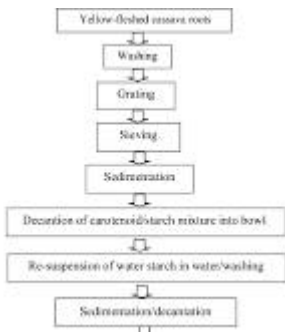 Yellow-fleshed cassava roots
Washing
Grating
Sieving
Sedimentation
Decantion of carotenoid/starch mixture into bowl
Re-suspension of water starch in water/washing
Sedimentation/decantation